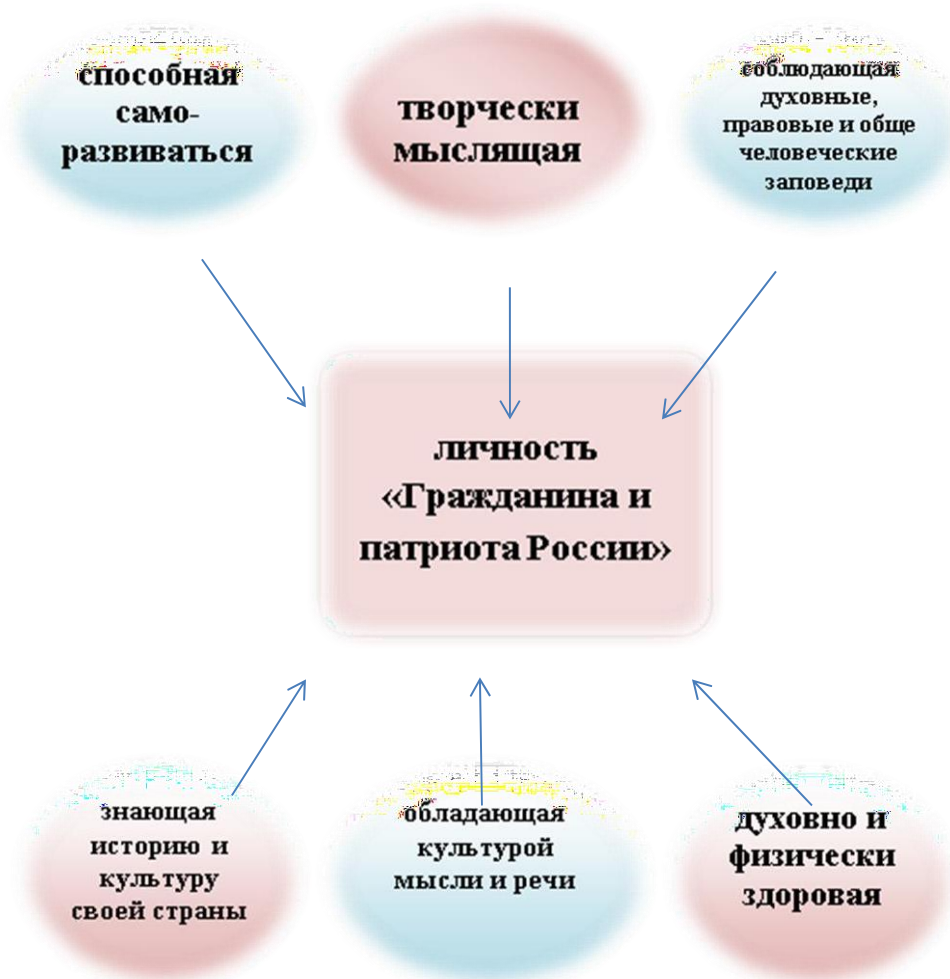 способная
само-
развиваться
творчески
мыслящая
соблюдающая
духовные,
правовые и обще
человеческие
заповеди
личность
«Гражданина и
патриота России»
знающая
историю и
культуру
своей страны
обладающая
культурой
мысли и речи
духовно и
физически
здоровая